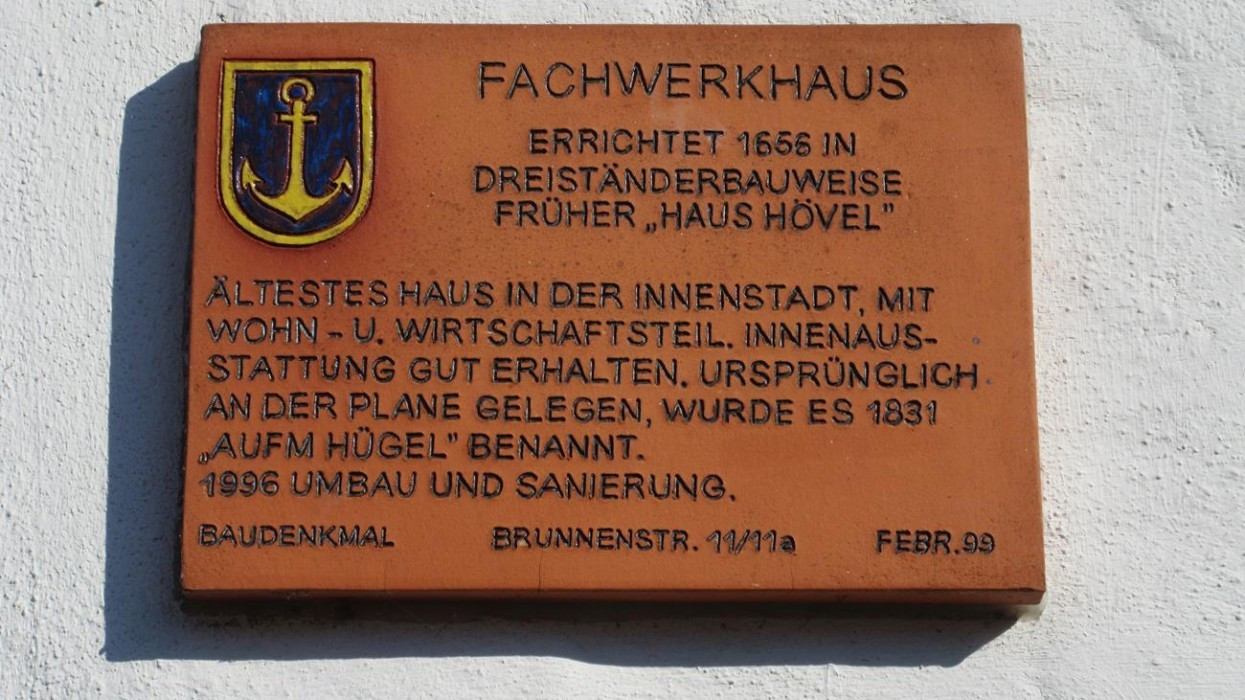 FACHWERKHAUS
ERRICHTET 1656 IN
DREISTÄNDERBAUWEISE
FRÜHER „HAUS HÖVEL”
ÄLTESTES HAUS IN DER INNENSTADT, MIT
WOHN - U. WIRTSCHAFTSTEIL. INNENAUS-
STATTUNG GUT ERHALTEN. URSPRÜNGLICH
AN DER PLANE GELEGEN, WURDE ES 1831
„AUFM HÜGEL” BENANNT.
1996 UMBAU UND SANIERUNG.
BAUDENKMAL BRUNNENSTR. 11/11a FEBR.99